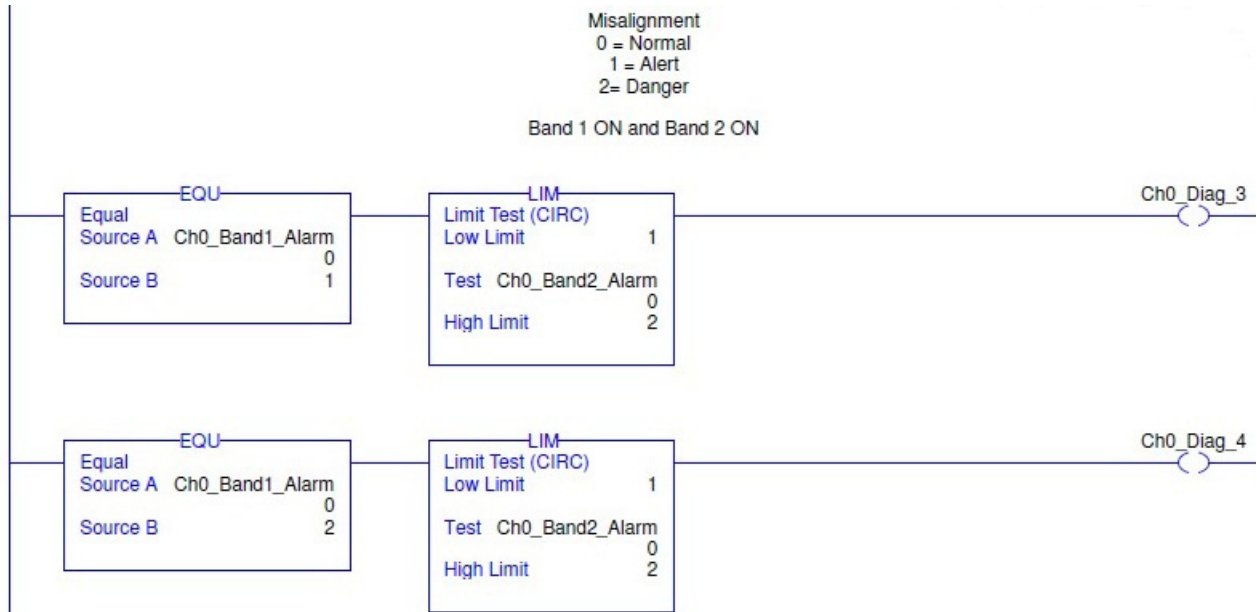 Misalignment
0 = Normal
1 = Alert
2= Danger
Band 1 ON and Band 2 ON
EQU
Equal
Source A Ch0_Band1_Alarm
0
Source B 1
LIM
Limit Test (CIRC)
Low Limit 1
Test Ch0_Band2_Alarm
0
High Limit 2
Ch0_Diag_3
EQU
Equal
Source A Ch0_Band1_Alarm
0
Source B 2
LIM
Limit Test (CIRC)
Low Limit 1
Test Ch0_Band2_Alarm
0
High Limit 2
Ch0_Diag_4